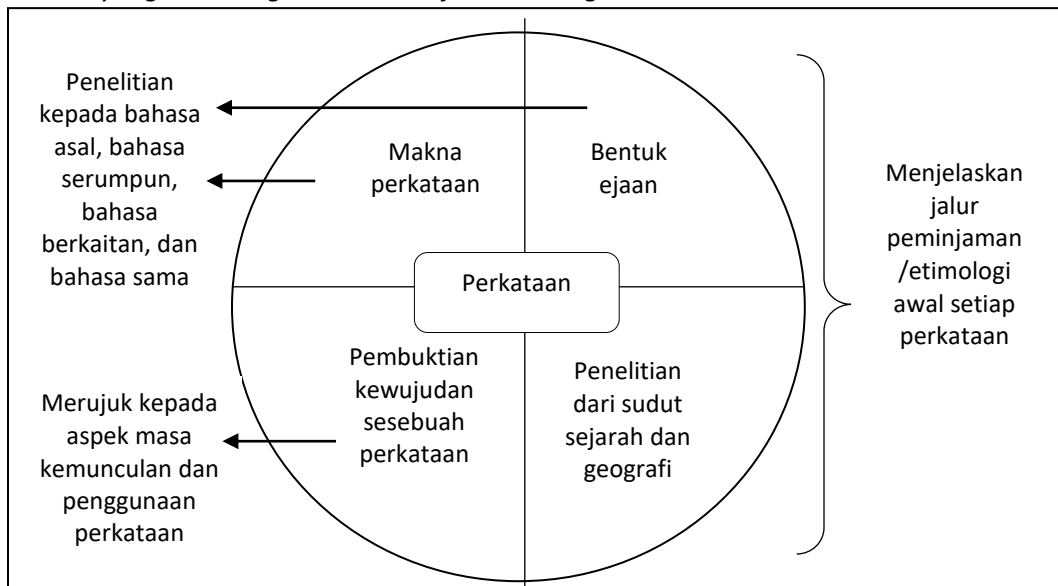 Penelitian
kepada bahasa
asal, bahasa
serumpun,
bahasa
berkaitan, dan
bahasa sama
Makna
perkataan
Bentuk
ejaan
Perkataan
Merujuk kepada
aspek masa
kemunculan dan
penggunaan
perkataan
Pembuktian
kewujudan
sesebuah
perkataan
Penelitian
dari sudut
sejarah dan
geografi
Menjelaskan
jalur
peminjaman
/etimologi
awal setiap
perkataan